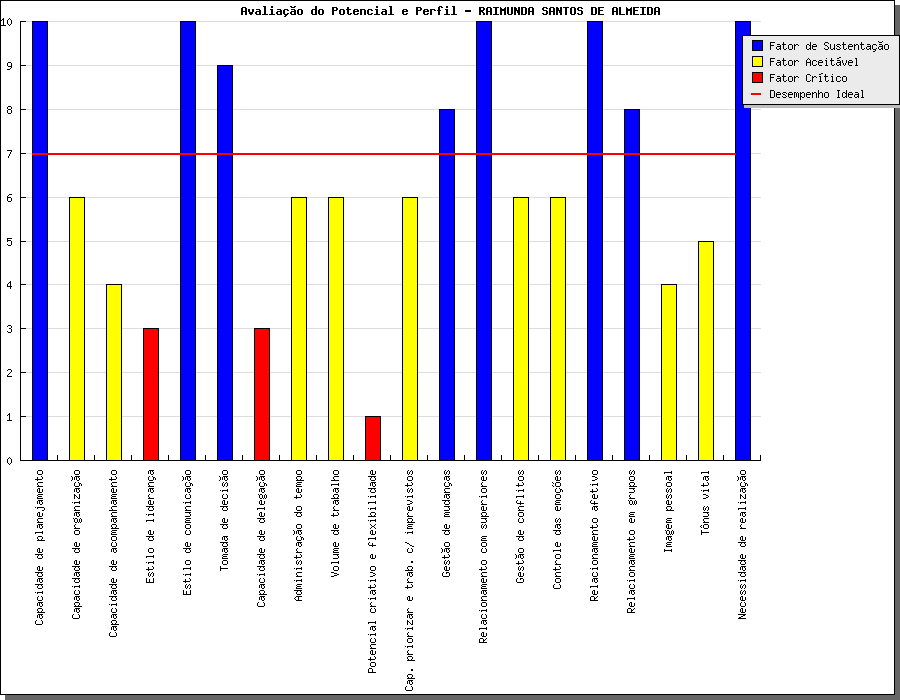 Avaliação do Potencial e Perfil - RAIMUNDA SANTOS DE ALMEIDA
Fator de Sustentação
Fator Aceitável
Fator Crítico
Desempenho Ideal
10
9
8
7
6
5
4
3
2
1
0
Capacidade de planejamento
Capacidade de organização
Capacidade de acompanhamento
Estilo de liderança
Estilo de comunicação
Tomada de decisão
Capacidade de delegação
Administração do tempo
Volume de trabalho
Potencial criativo e flexibilidade
Cap. priorizar e trab. c/ imprevistos
Gestão de mudanças
Relacionamento com superiores
Gestão de conflitos
Controle das emoções
Relacionamento afetivo
Relacionamento em grupos
Imagem pessoal
Tônus vital
Necessidade de realização